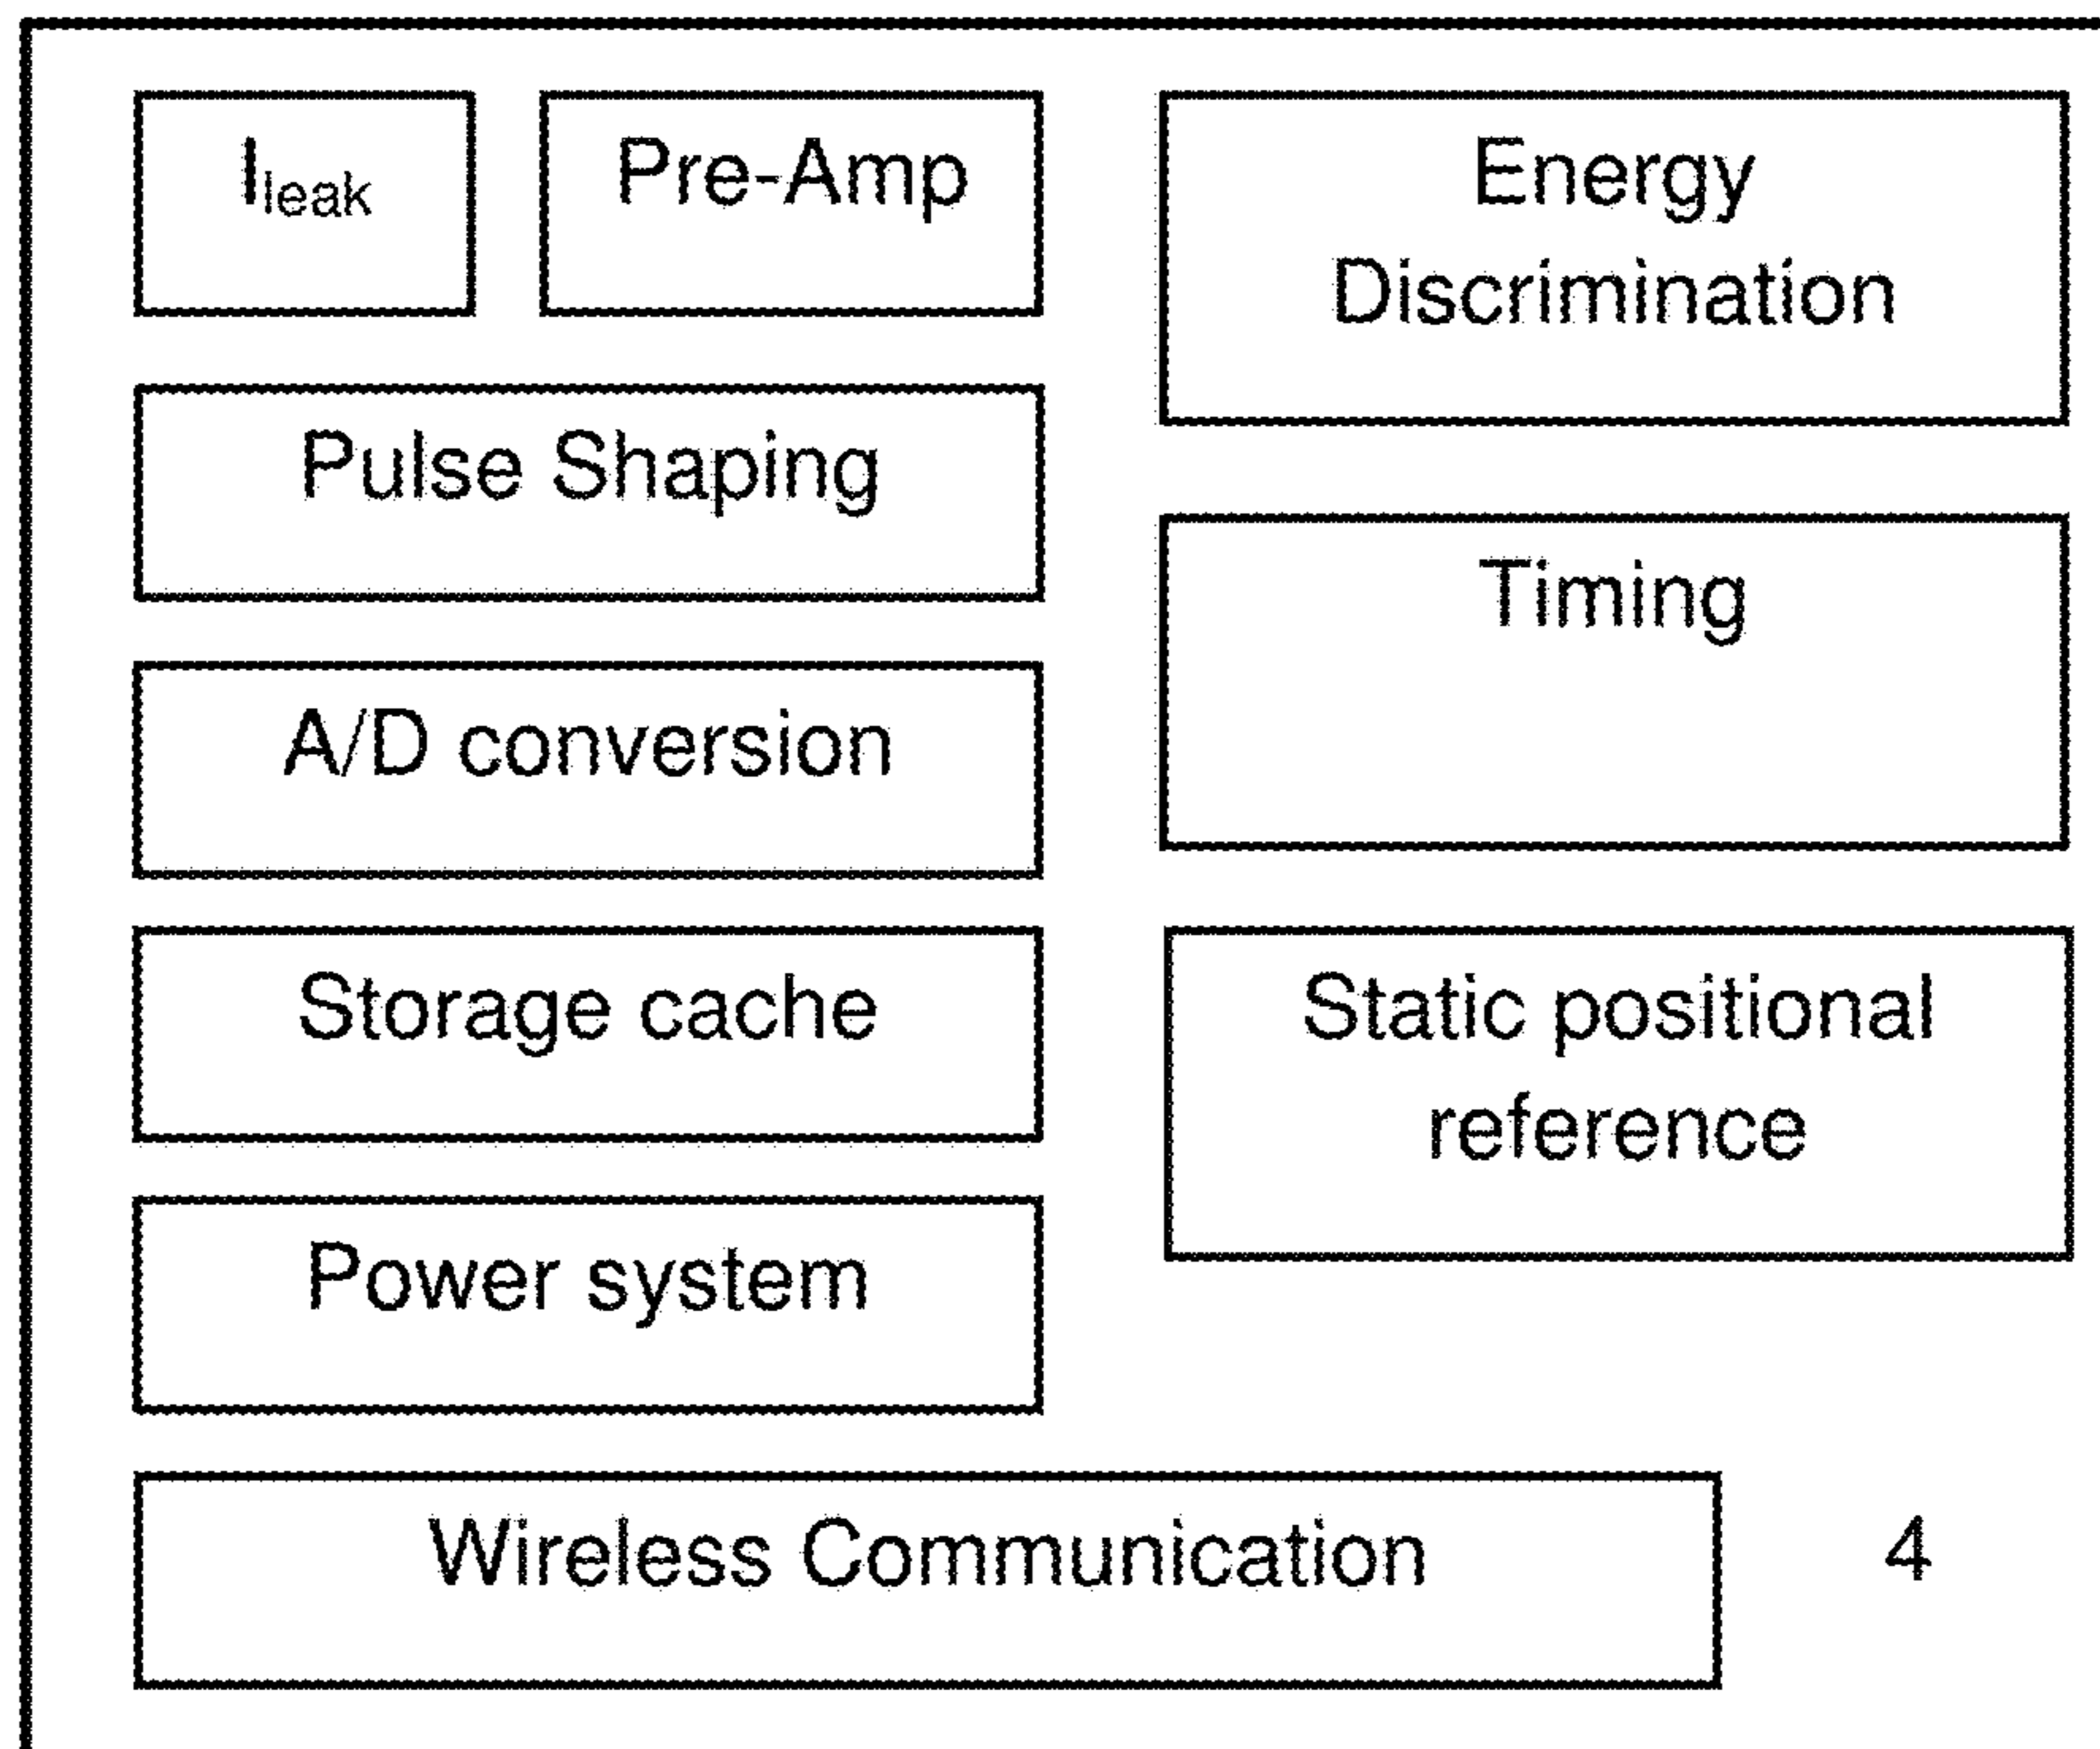 Ileak
Pre-Amp
Energy
Discrimination
Pulse Shaping
Timing
A/D conversion
Storage cache
Static positional
reference
Power system
Wireless Communication
4